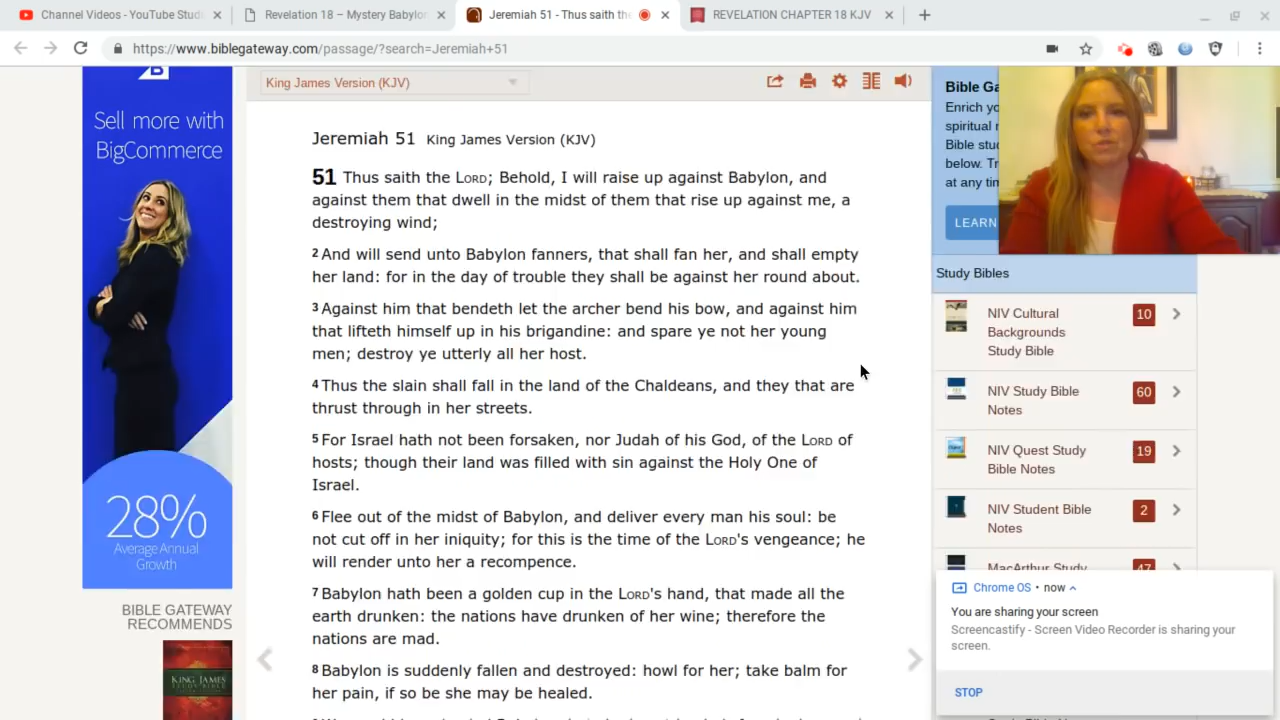 Channel Videos - YouTube Stud
Revelation 18 – Mystery Babylon
Jeremiah 51 - Thus saith the
REVELATION CHAPTER 18 KJV
https://www.biblegateway.com/passage/?search=Jeremiah+51
King James Version (KJV)
Sell more with
BigCommerce
28%
Average Annual
Growth
BIBLE GATEWAY
RECOMMENDS
KING JAMES
STUDY BIBLE
Jeremiah 51 King James Version (KJV)
51 Thus saith the LORD; Behold, I will raise up against Babylon, and
against them that dwell in the midst of them that rise up against me, a
destroying wind;
2 And will send unto Babylon fanners, that shall fan her, and shall empty
her land: for in the day of trouble they shall be against her round about.
3 Against him that bendeth let the archer bend his bow, and against him
that lifteth himself up in his brigandine: and spare ye not her young
men; destroy ye utterly all her host.
4 Thus the slain shall fall in the land of the Chaldeans, and they that are
thrust through in her streets.
5 For Israel hath not been forsaken, nor Judah of his God, of the LORD of
hosts; though their land was filled with sin against the Holy One of
Israel.
6 Flee out of the midst of Babylon, and deliver every man his soul: be
not cut off in her iniquity; for this is the time of the LORD's vengeance; he
will render unto her a recompence.
7 Babylon hath been a golden cup in the LORD's hand, that made all the
earth drunken: the nations have drunken of her wine; therefore the
nations are mad.
8 Babylon is suddenly fallen and destroyed: howl for her; take balm for
her pain, if so be she may be healed.
Bible Ga
Enrich yo
spiritual r
Bible stud
below. Tr
at any tim
LEARN
Study Bibles
NIV Cultural
Backgrounds
Study Bible
10
NIV Study Bible
Notes
60
NIV Quest Study
Bible Notes
19
NIV Student Bible
Notes
2
MacArthur Study
47
Chrome OS • now
You are sharing your screen
Screencastify - Screen Video Recorder is sharing your
screen.
STOP